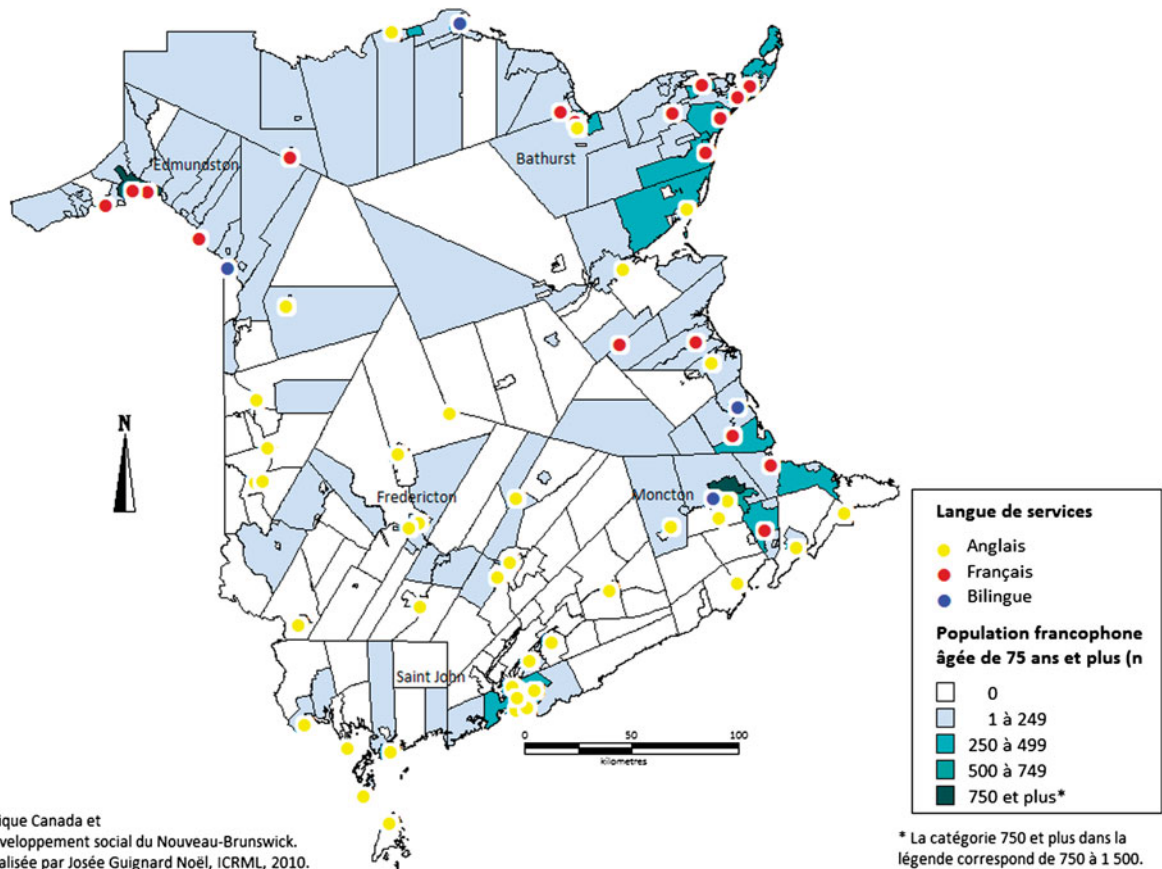 Edmundston
Bathurst
N
Fredericton
Moncton
Saint John
0 50 100
kilometres
Langue de services
Anglais
Français
Bilingue
Population francophone
âgée de 75 ans et plus (n
0
1 à 249
250 à 499
500 à 749
750 et plus*
* La catégorie 750 et plus dans la
légende correspond de 750 à 1 500.
ique Canada et
veloppement social du Nouveau-Brunswick.
alisée par Josée Guignard Noël, ICRML, 2010.